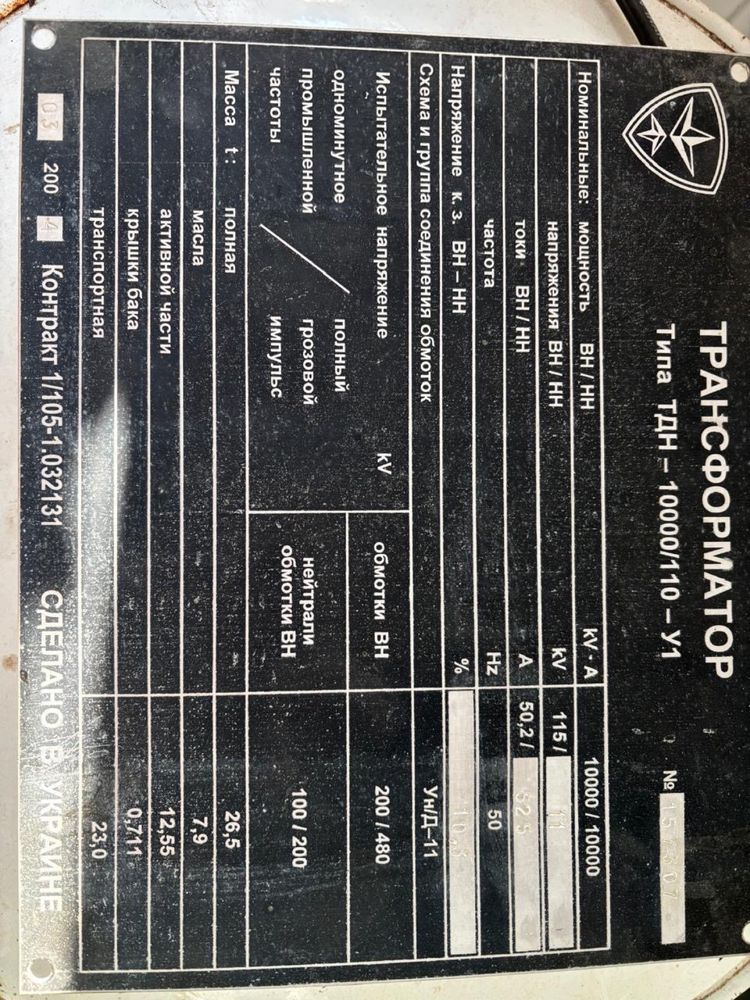 ТРАНСФОРМАТОР
Типа ТДН – 10000/110 – У1 №
Номинальные: мощность ВН / НН kV · A 10000 / 10000
напряжения ВН / НН kV 115 / 11
токи ВН / НН A 50,2 / 525
частота Hz 50
Напряжение к. з. ВН – НН %
Схема и группа соединения обмоток Ун/Д–11
Испытательное напряжение kV обмотки ВН 200 / 480
одноминутное / полный
промышленной грозовой нейтрали 100 / 200
частоты импульс обмотки ВН
Масса t: полная 26,5
масла 7,9
активной части 12,55
крышки бака 0,711
транспортная 23,0
03 200 4 Контракт 1/105-1.032131 СДЕЛАНО В УКРАИНЕ